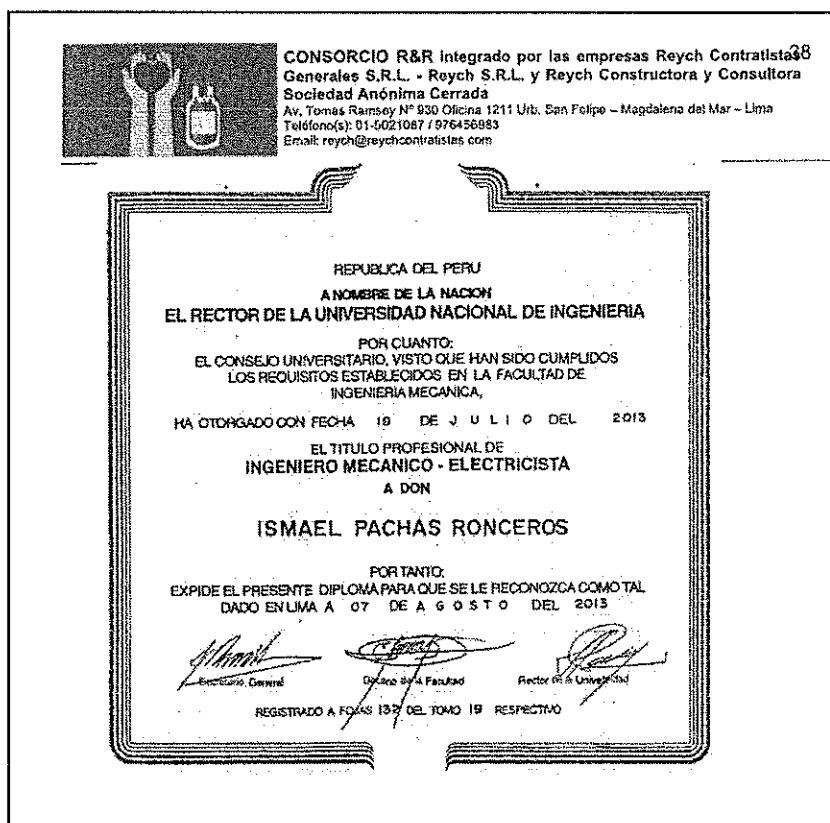 38
CONSORCIO R&R integrado por las empresas Reych Contratistas
Generales S.R.L. - Reych S.R.L. y Reych Constructora y Consultora
Sociedad Anónima Cerrada
Av. Tomas Ramsey Nº 930 Oficina 1211 Urb. San Felipe – Magdalena del Mar – Lima
Teléfono(s): 01-5021087 / 976456983
Email: reych@reychcontratistas.com
REPUBLICA DEL PERU
A NOMBRE DE LA NACION
EL RECTOR DE LA UNIVERSIDAD NACIONAL DE INGENIERIA
POR CUANTO:
EL CONSEJO UNIVERSITARIO, VISTO QUE HAN SIDO CUMPLIDOS
LOS REQUISITOS ESTABLECIDOS EN LA FACULTAD DE
INGENIERIA MECANICA,
HA OTORGADO CON FECHA 19 DE JULIO DEL 2013
EL TITULO PROFESIONAL DE
INGENIERO MECANICO - ELECTRICISTA
A DON
ISMAEL PACHAS RONCEROS
POR TANTO:
EXPIDE EL PRESENTE DIPLOMA PARA QUE SE LE RECONOZCA COMO TAL
DADO EN LIMA A 07 DE AGOSTO DEL 2013
Secretario General Decano de la Facultad Rector de la Universidad
REGISTRADO A FOJAS 132 DEL TOMO 19 RESPECTIVO